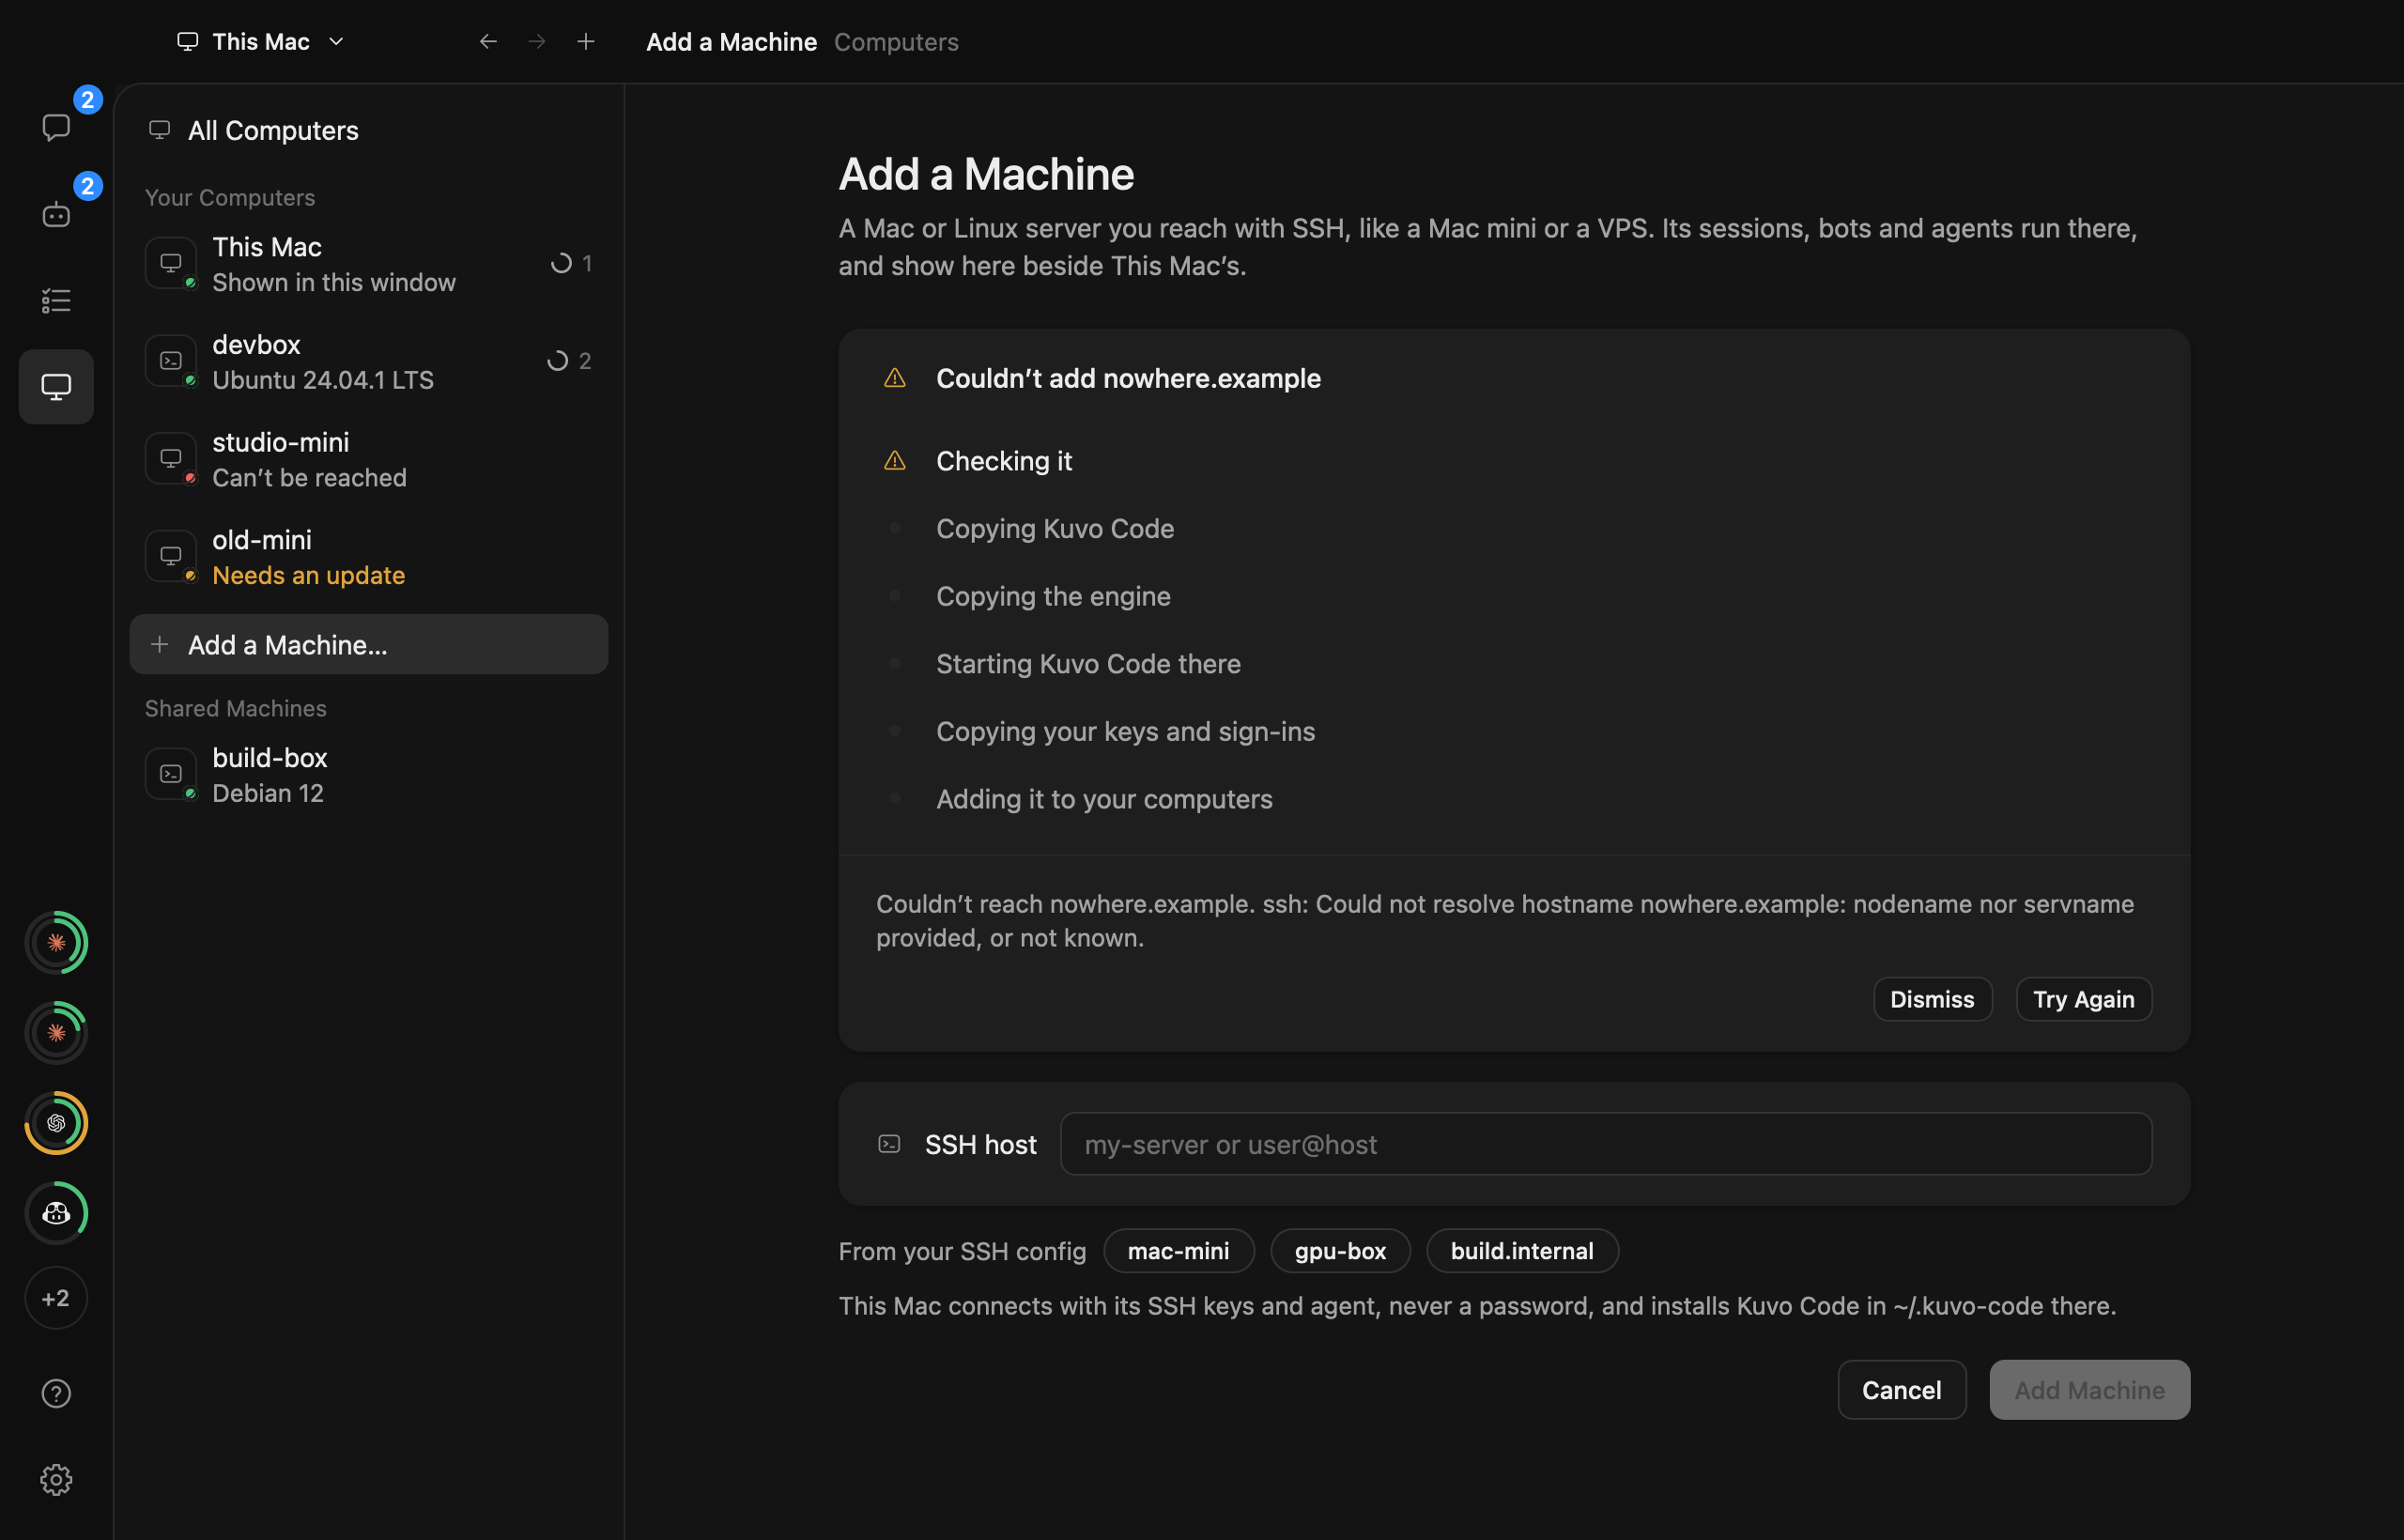 This Mac
Add a Machine Computers
2
2
All Computers
Your Computers
This Mac
Shown in this window
1
devbox
Ubuntu 24.04.1 LTS
2
studio-mini
Can’t be reached
old-mini
Needs an update
Add a Machine...
Shared Machines
build-box
Debian 12
+2
Add a Machine
A Mac or Linux server you reach with SSH, like a Mac mini or a VPS. Its sessions, bots and agents run there,
and show here beside This Mac’s.
Couldn’t add nowhere.example
Checking it
Copying Kuvo Code
Copying the engine
Starting Kuvo Code there
Copying your keys and sign-ins
Adding it to your computers
Couldn’t reach nowhere.example. ssh: Could not resolve hostname nowhere.example: nodename nor servname
provided, or not known.
Dismiss
Try Again
SSH host
my-server or user@host
From your SSH config
mac-mini
gpu-box
build.internal
This Mac connects with its SSH keys and agent, never a password, and installs Kuvo Code in ~/.kuvo-code there.
Cancel
Add Machine